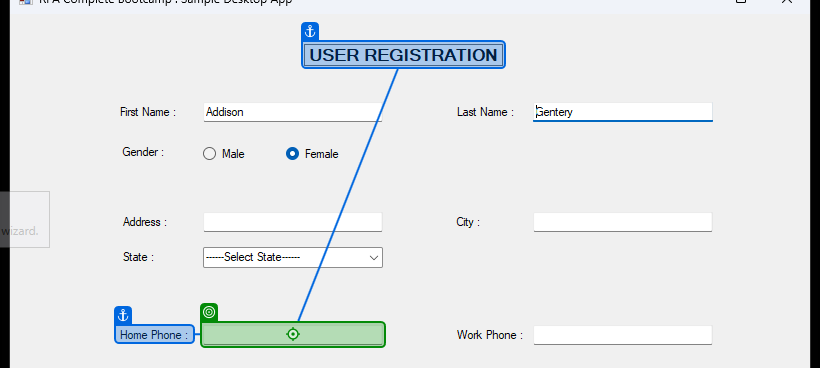 RPA Complete Bootcamp : Sample Desktop App
USER REGISTRATION
First Name : Addison Last Name : Gentery
Gender : Male Female
Address : City :
wizard.
State : ------Select State------
Home Phone : Work Phone :